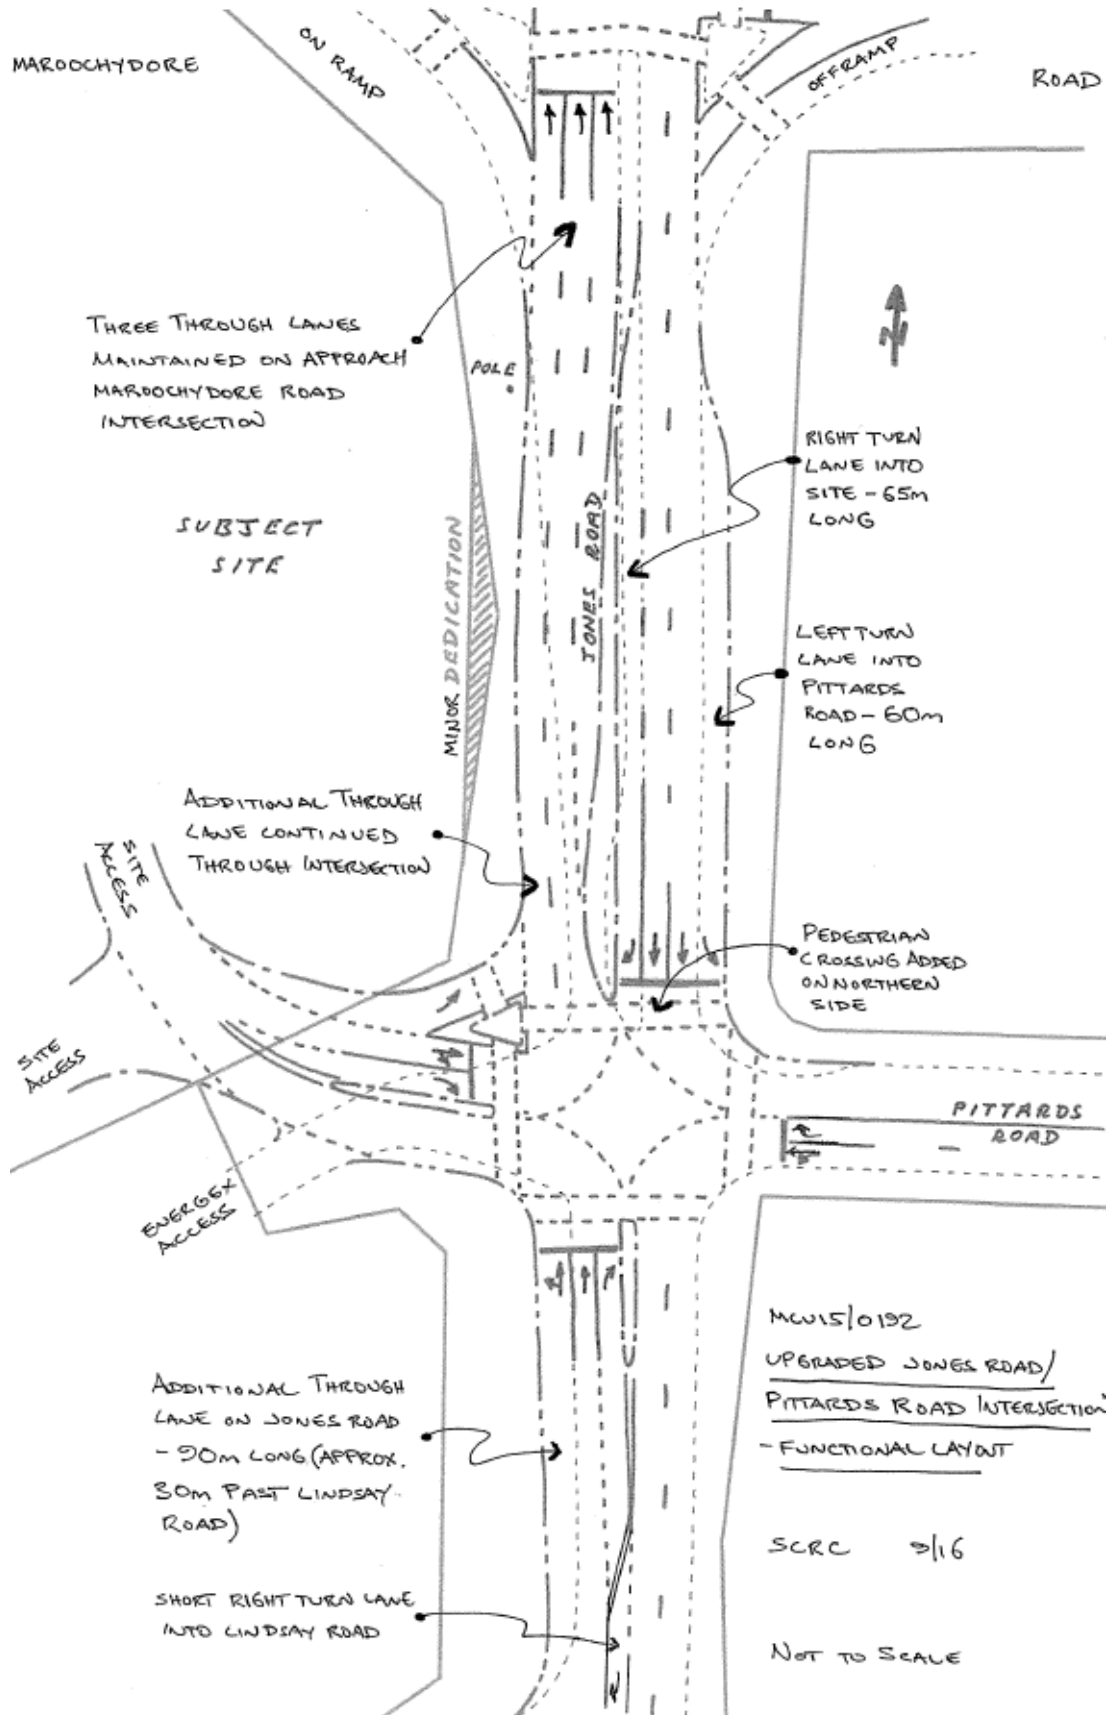 MAROOCHYDORE
ON RAMP
OFFRAMP
ROAD
THREE THROUGH LANES
MAINTAINED ON APPROACH
MAROOCHYDORE ROAD
INTERSECTION
POLE
N
SUBJECT
SITE
MINOR DEDICATION
JONES ROAD
RIGHT TURN
LANE INTO
SITE - 65m
LONG
LEFT TURN
LANE INTO
PITTARDS
ROAD - 60m
LONG
ADDITIONAL THROUGH
LANE CONTINUED
THROUGH INTERSECTION
SITE
ACCESS
PEDESTRIAN
CROSSING ADDED
ON NORTHERN
SIDE
SITE
ACCESS
PITTARDS
ROAD
ENERGEX
ACCESS
MCU15/0192
UPGRADED JONES ROAD/
PITTARDS ROAD INTERSECTION
- FUNCTIONAL LAYOUT
ADDITIONAL THROUGH
LANE ON JONES ROAD
- 90m LONG (APPROX.
30m PAST LINDSAY
ROAD)
SCRC 9/16
SHORT RIGHT TURN LANE
INTO LINDSAY ROAD
NOT TO SCALE